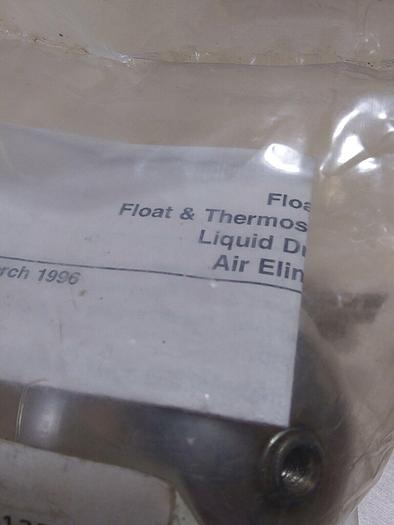 Floa
Float & Thermos
Liquid Dr
Air Elin
rch 1996